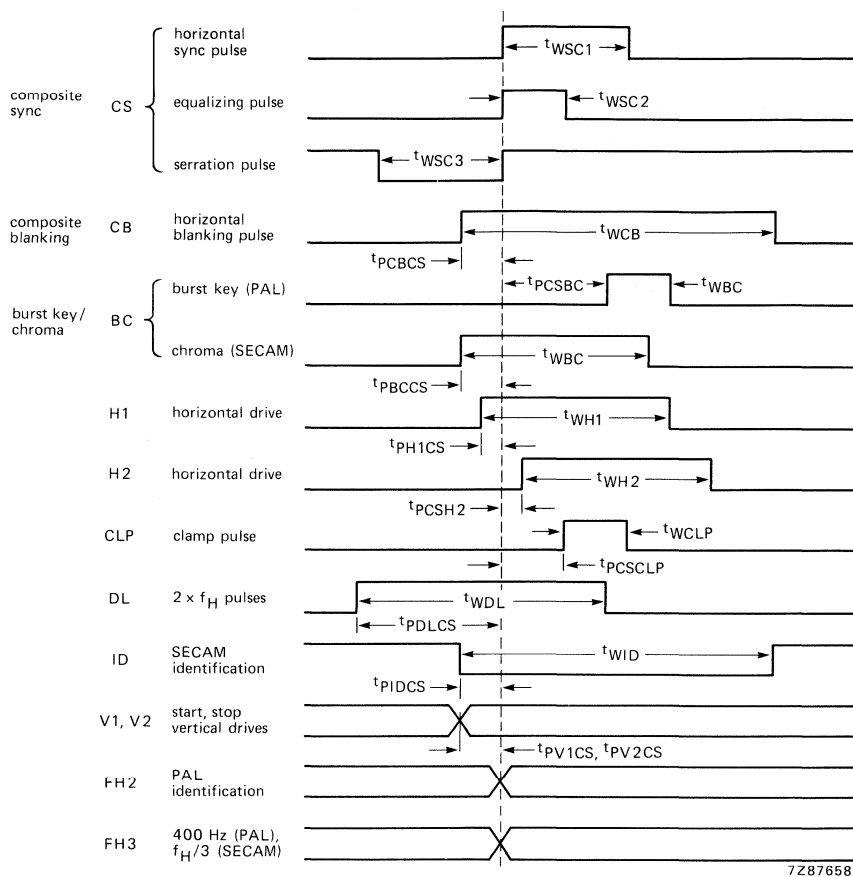 horizontal
sync pulse
tWSC1
composite
sync
CS
equalizing pulse
tWSC2
serration pulse
tWSC3
composite
blanking
CB
horizontal
blanking pulse
tWCB
tPCBCS
burst key/
chroma
BC
burst key (PAL)
tPCSBC
tWBC
chroma (SECAM)
tWBC
tPBCCS
H1
horizontal drive
tWH1
tPH1CS
H2
horizontal drive
tWH2
tPCSH2
CLP
clamp pulse
tWCLP
tPCSCLP
DL
2 x fH pulses
tWDL
tPDLCS
ID
SECAM
identification
tWID
tPIDCS
V1, V2
start, stop
vertical drives
tPV1CS, tPV2CS
FH2
PAL
identification
FH3
400 Hz (PAL),
fH/3 (SECAM)
7Z87658